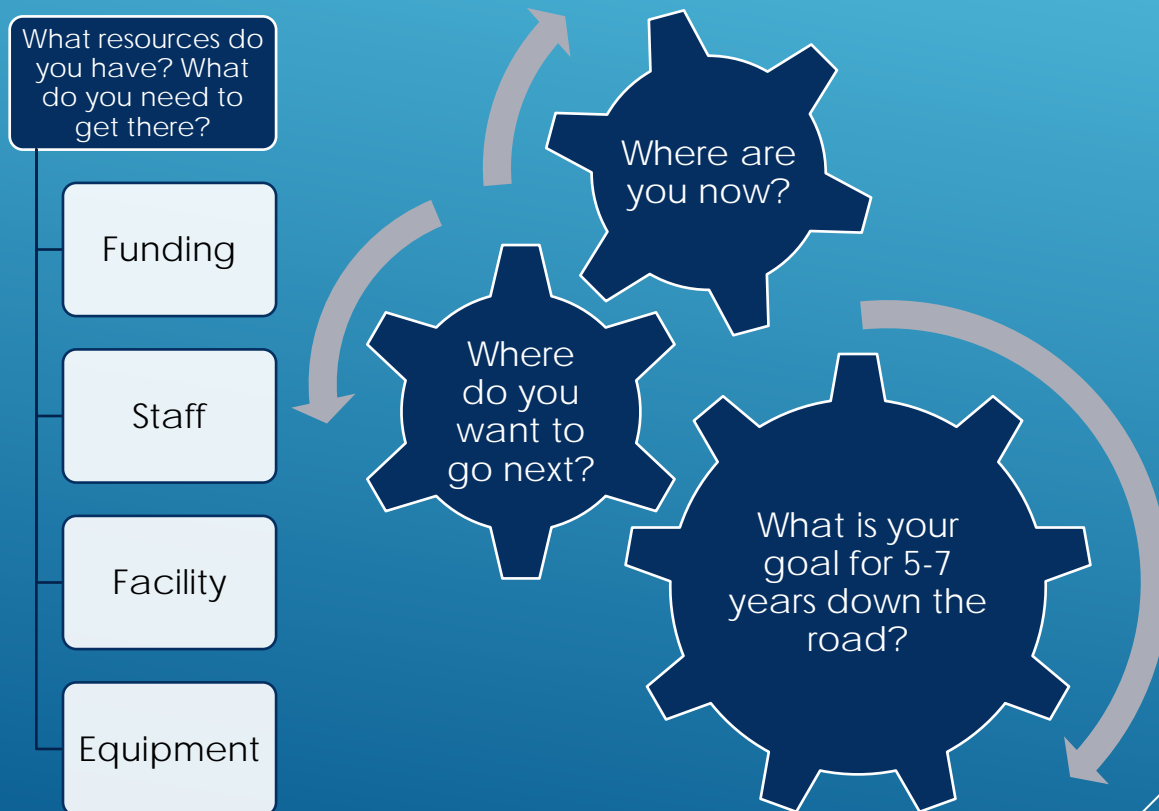 What resources do
you have? What
do you need to
get there?
Funding
Staff
Facility
Equipment
Where are
you now?
Where
do you
want to
go next?
What is your
goal for 5-7
years down the
road?